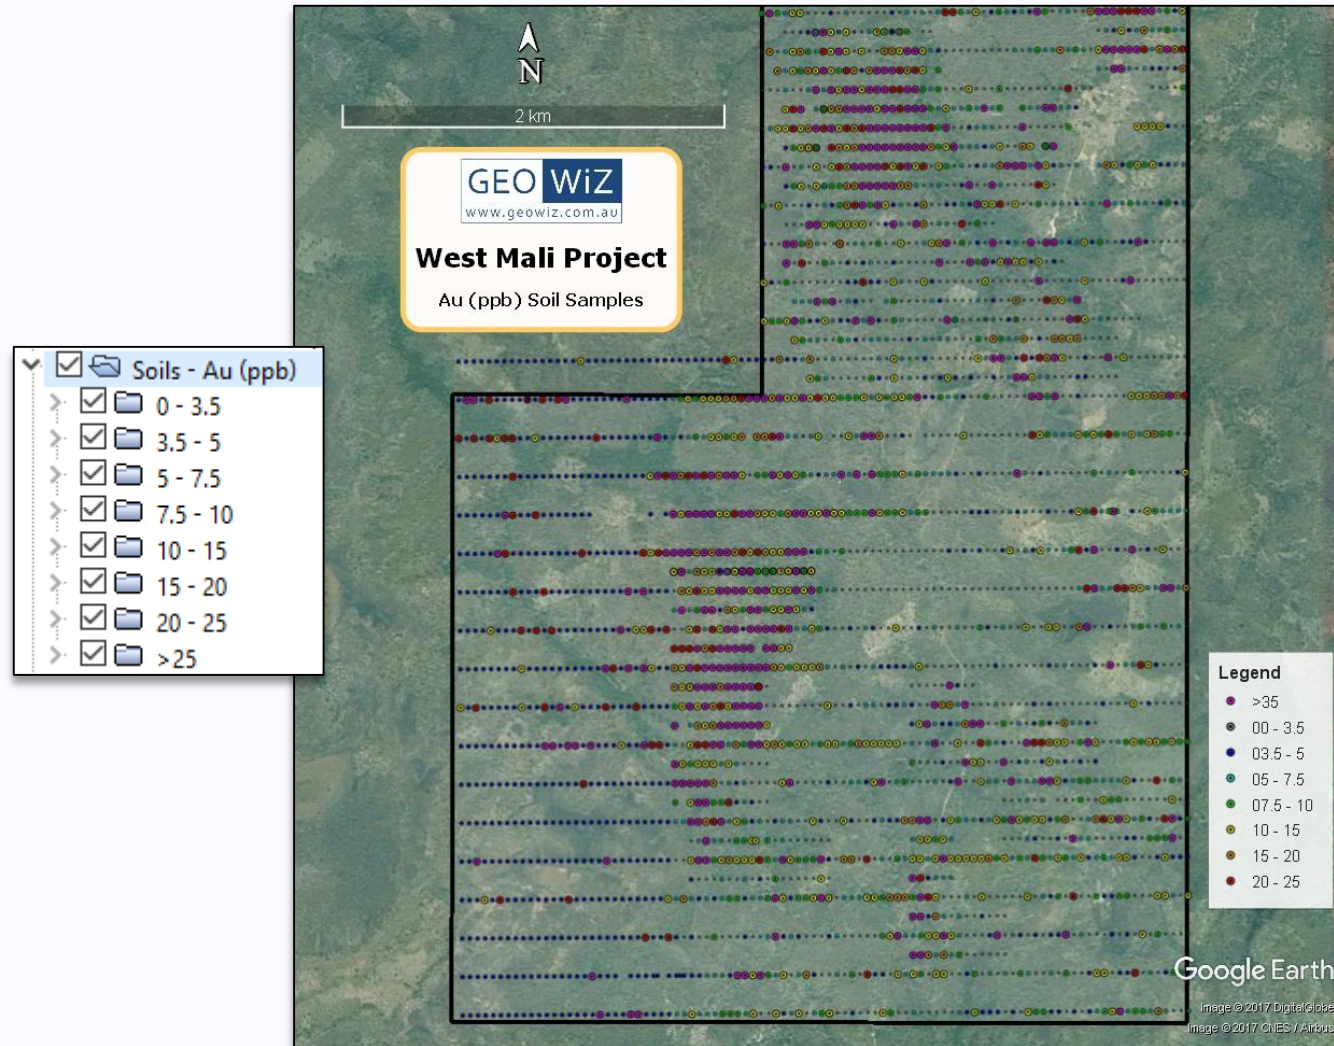 N
2 km
GEO WiZ
www.geowiz.com.au
West Mali Project
Au (ppb) Soil Samples
Soils - Au (ppb)
0 - 3.5
3.5 - 5
5 - 7.5
7.5 - 10
10 - 15
15 - 20
20 - 25
>25
Legend
>35
00 - 3.5
03.5 - 5
05 - 7.5
07.5 - 10
10 - 15
15 - 20
20 - 25
Google Earth
Image © 2017 DigitalGlobe
Image © 2017 CNES / Airbus